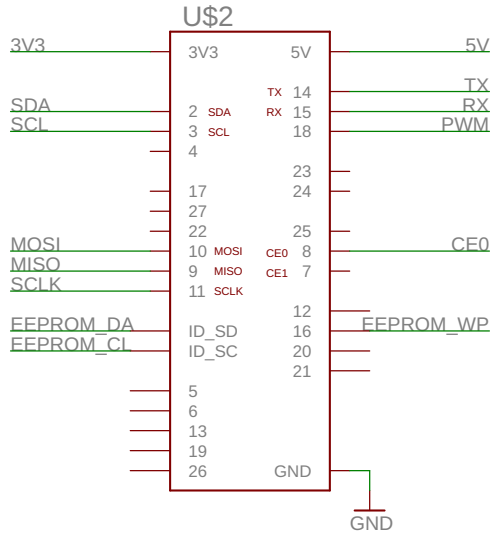 U$2
3V3 3V3 5V 5V
TX 14 TX
SDA 2 SDA RX 15 RX
SCL 3 SCL 18 PWM
4
23
17 24
27
22 25
MOSI 10 MOSI CE0 8 CE0
MISO 9 MISO CE1 7
SCLK 11 SCLK
12
EEPROM_DA ID_SD 16 EEPROM_WP
EEPROM_CL ID_SC 20
21
5
6
13
19
26 GND
GND